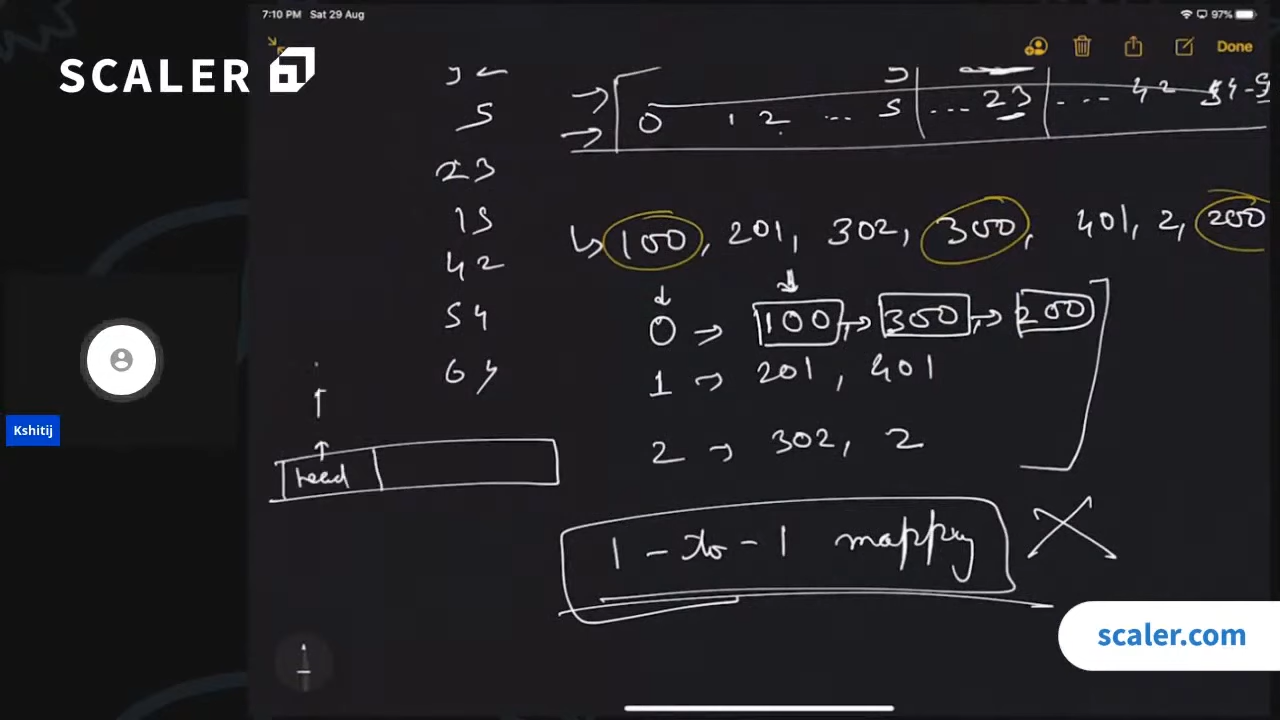 7:10 PM Sat 29 Aug
97%
Done
SCALER
5
23
15
42
54
64
0 1 2 ... 5 ... 23 ... 42
100, 201, 302, 300, 401, 2, 200
0 → 100 → 300 → 200
1 → 201, 401
2 → 302, 2
Kshitij
head
1-to-1 mapping
scaler.com